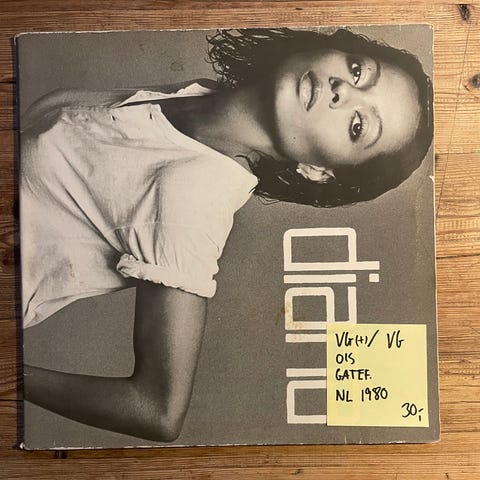 diana
VG(+)/ VG
OIS
GATEF.
NL 1980
30,-